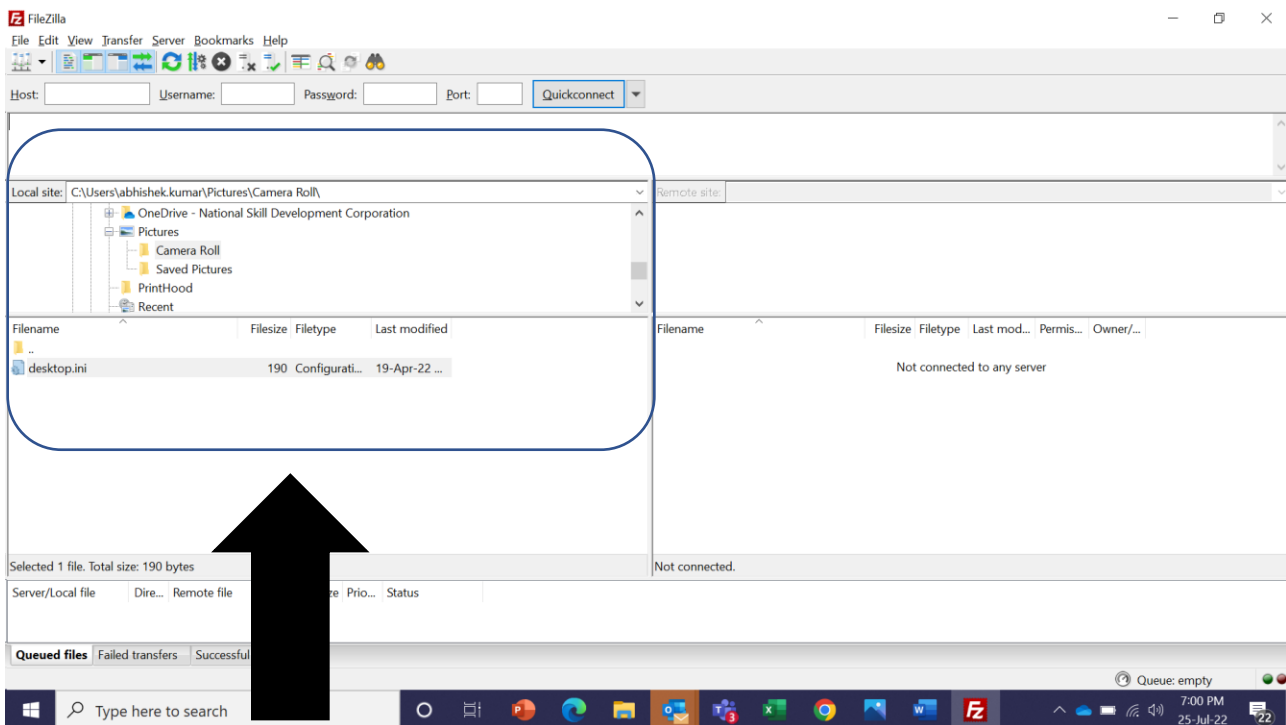 FileZilla
File Edit View Transfer Server Bookmarks Help
Host: Username: Password: Port: Quickconnect
Local site: C:\Users\abhishek.kumar\Pictures\Camera Roll\ Remote site:
OneDrive - National Skill Development Corporation
Pictures
Camera Roll
Saved Pictures
PrintHood
Recent
Filename Filesize Filetype Last modified Filename Filesize Filetype Last mod... Permis... Owner/...
..
desktop.ini 190 Configurati... 19-Apr-22 ... Not connected to any server
Selected 1 file. Total size: 190 bytes Not connected.
Server/Local file Dire... Remote file Prio... Status
Queued files Failed transfers Successful
Queue: empty
Type here to search 7:00 PM
25-Jul-22